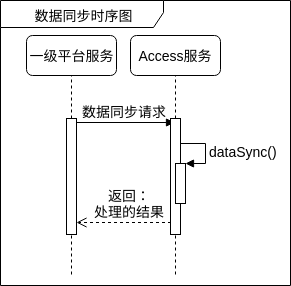 数据同步时序图
一级平台服务
Access服务
数据同步请求
dataSync()
返回：
处理的结果